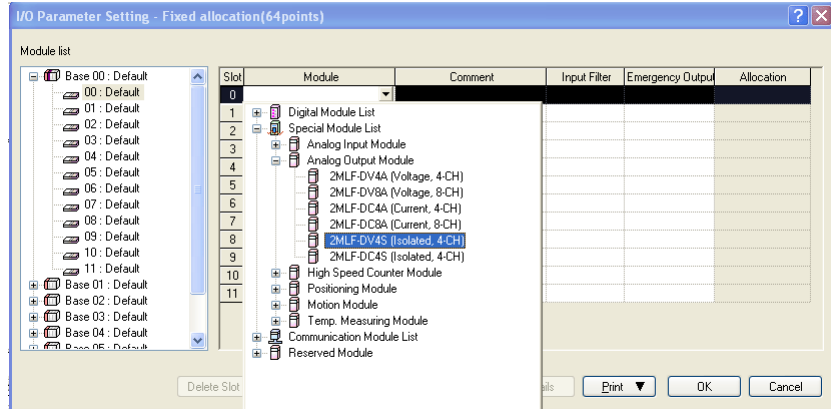 I/O Parameter Setting - Fixed allocation(64points)
Module list
Base 00 : Default
00 : Default
01 : Default
02 : Default
03 : Default
04 : Default
05 : Default
06 : Default
07 : Default
08 : Default
09 : Default
10 : Default
11 : Default
Base 01 : Default
Base 02 : Default
Base 03 : Default
Base 04 : Default
Base 05 : Default
Slot Module Comment Input Filter Emergency Output Allocation
0
1
2
3
4
5
6
7
8
9
10
11
Digital Module List
Special Module List
Analog Input Module
Analog Output Module
2MLF-DV4A (Voltage, 4-CH)
2MLF-DV8A (Voltage, 8-CH)
2MLF-DC4A (Current, 4-CH)
2MLF-DC8A (Current, 8-CH)
2MLF-DV4S (Isolated, 4-CH)
2MLF-DC4S (Isolated, 4-CH)
High Speed Counter Module
Positioning Module
Motion Module
Temp. Measuring Module
Communication Module List
Reserved Module
Delete Slot Print ▼ OK Cancel